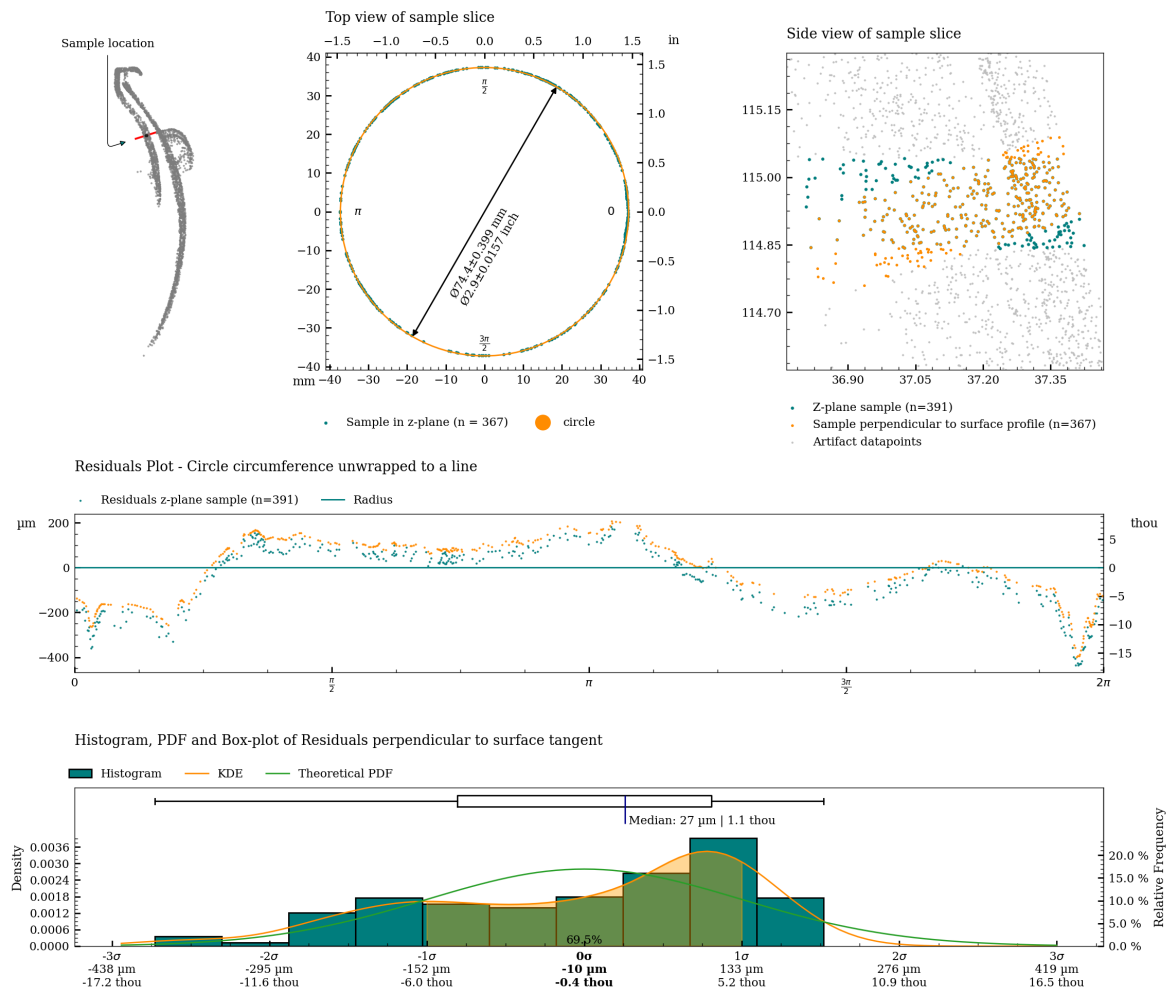 Sample location
Top view of sample slice
−1.5 −1.0 −0.5 0.0 0.5 1.0 1.5 in
40
30
20
10
0
−10
−20
−30
−40
mm −40 −30 −20 −10 0 10 20 30 40
1.5
1.0
0.5
0.0
−0.5
−1.0
−1.5
π/2
π
0
3π/2
Ø74.4±0.399 mm
Ø2.9±0.0157 inch
Sample in z-plane (n = 367)
circle
Side view of sample slice
115.15
115.00
114.85
114.70
36.90 37.05 37.20 37.35
Z-plane sample (n=391)
Sample perpendicular to surface profile (n=367)
Artifact datapoints
Residuals Plot - Circle circumference unwrapped to a line
Residuals z-plane sample (n=391)
Radius
µm
200
0
−200
−400
thou
5
0
−5
−10
−15
0 π/2 π 3π/2 2π
Histogram, PDF and Box-plot of Residuals perpendicular to surface tangent
Histogram
KDE
Theoretical PDF
Median: 27 µm | 1.1 thou
Density
0.0036
0.0030
0.0024
0.0018
0.0012
0.0006
0.0000
Relative Frequency
20.0 %
15.0 %
10.0 %
5.0 %
0.0 %
69.5%
-3σ -2σ -1σ 0σ 1σ 2σ 3σ
-438 µm -295 µm -152 µm -10 µm 133 µm 276 µm 419 µm
-17.2 thou -11.6 thou -6.0 thou -0.4 thou 5.2 thou 10.9 thou 16.5 thou